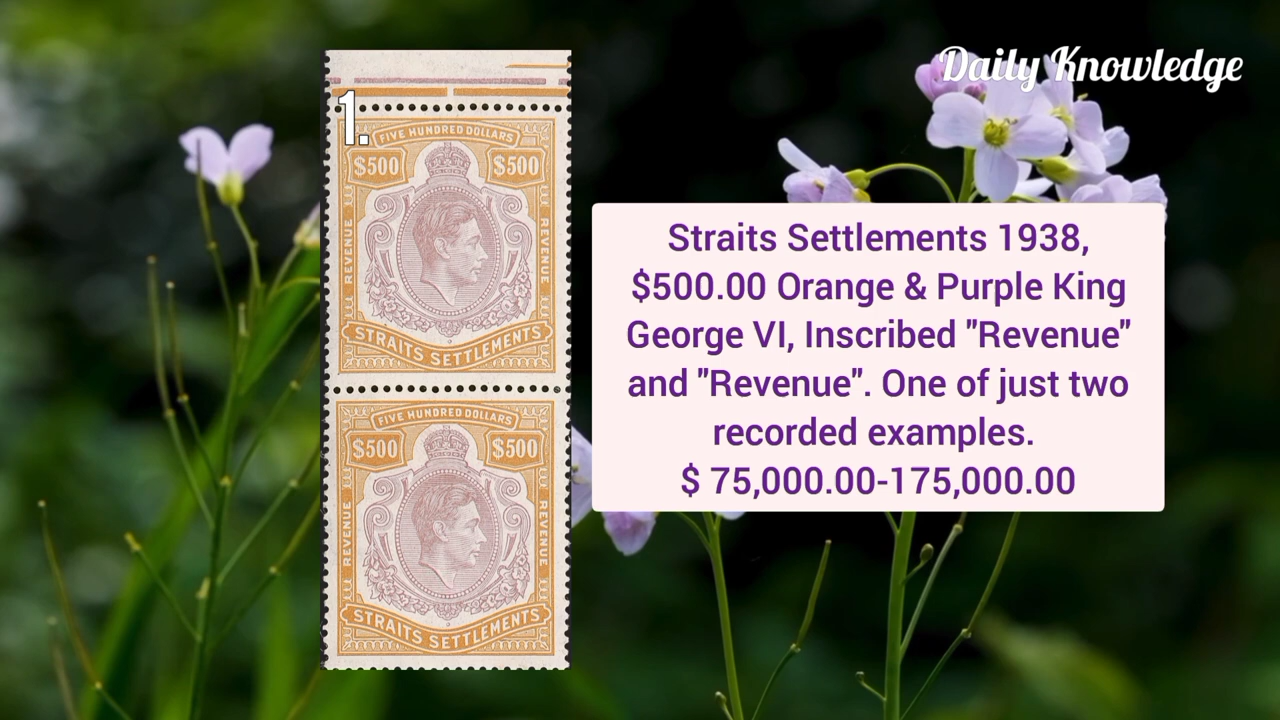 Daily Knowledge
1.
FIVE HUNDRED DOLLARS
$500 $500
REVENUE REVENUE
STRAITS SETTLEMENTS
FIVE HUNDRED DOLLARS
$500 $500
REVENUE REVENUE
STRAITS SETTLEMENTS
Straits Settlements 1938,
$500.00 Orange & Purple King
George VI, Inscribed "Revenue"
and "Revenue". One of just two
recorded examples.
$ 75,000.00-175,000.00